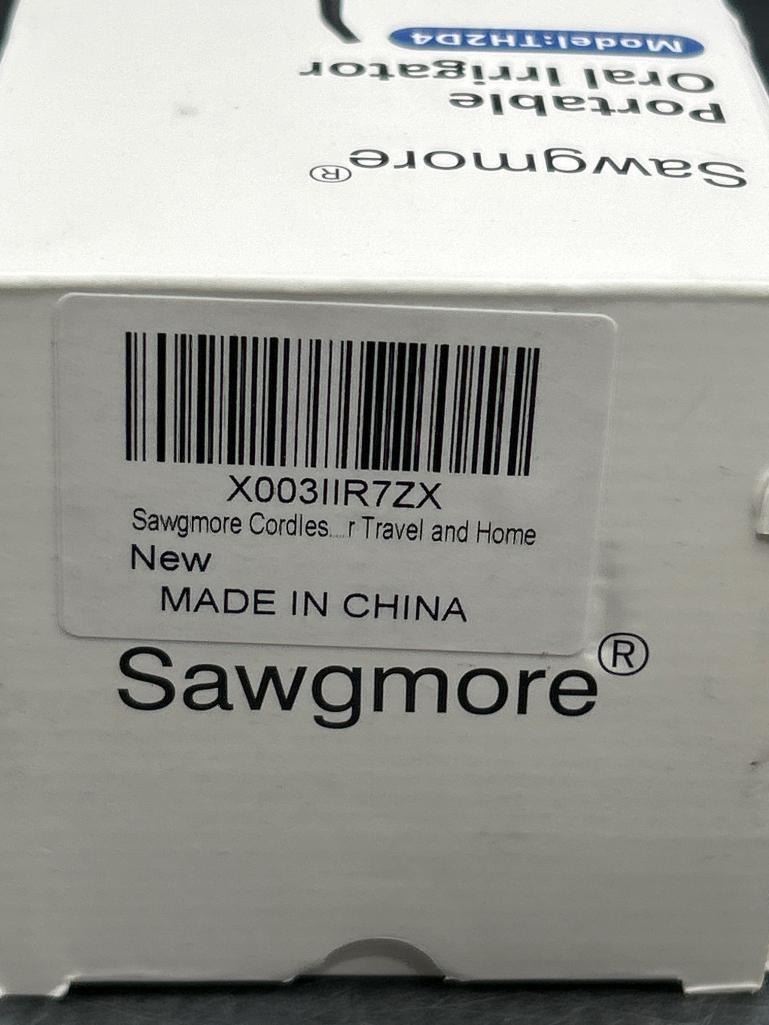 Sawgmore®
Portable
Oral Irrigator
Model:TH2D4
X003IIR7ZX
Sawgmore Cordles....r Travel and Home
New
MADE IN CHINA
Sawgmore®